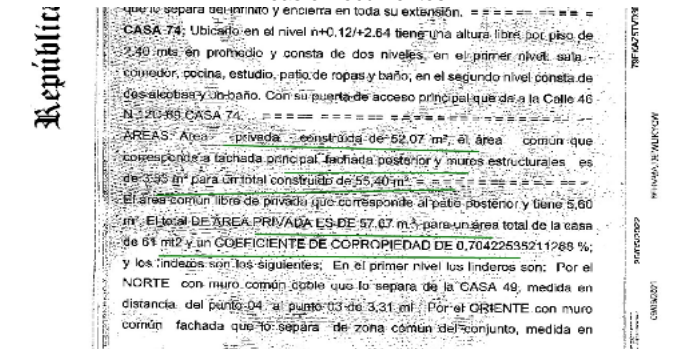 que lo separa del infinito y encierra en toda su extensión. = = = = = = =
CASA 74: Ubicado en el nivel n+0.12/+2.64 tiene una altura libre por piso de
2.40 mts en promedio y consta de dos niveles, en el primer nivel: sala -
comedor, cocina, estudio, patio de ropas y baño; en el segundo nivel consta de
dos alcobas y un baño. Con su puerta de acceso principal que da a la Calle 46
CASA 74. = = = = = = = = = = = = = = = = =
AREAS: Area privada construida de 52,07 m², el área común que
corresponde a fachada principal, fachada posterior y muros estructurales es
de m² para un total construido de 55,40 m² = = = = = = = = =
El área común libre de privada que corresponde al patio posterior y tiene 5,60
m². El total DE AREA PRIVADA ES DE 57.67 m.², para un área total de la casa
de 61 mt2 y un COEFICIENTE DE COPROPIEDAD DE 0,70422535211268 %;
y los linderos son los siguientes: En el primer nivel los linderos son: Por el
NORTE con muro común doble que lo separa de la CASA 49, medida en
distancia del punto 04 al punto 03 de 3,31 ml. Por el ORIENTE con muro
común fachada que lo separa de zona común del conjunto, medida en
República